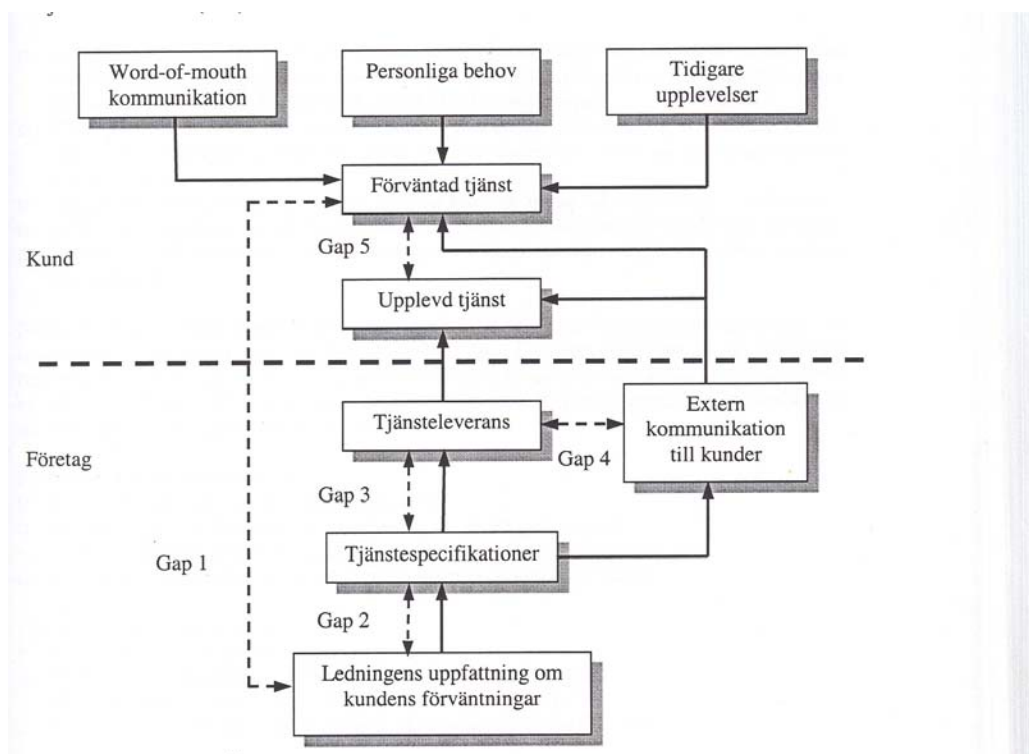 Word-of-mouth
kommunikation
Personliga behov
Tidigare
upplevelser
Förväntad tjänst
Gap 5
Kund
Upplevd tjänst
Tjänsteleverans
Extern
kommunikation
till kunder
Gap 4
Företag
Gap 3
Tjänstespecifikationer
Gap 1
Gap 2
Ledningens uppfattning om
kundens förväntningar